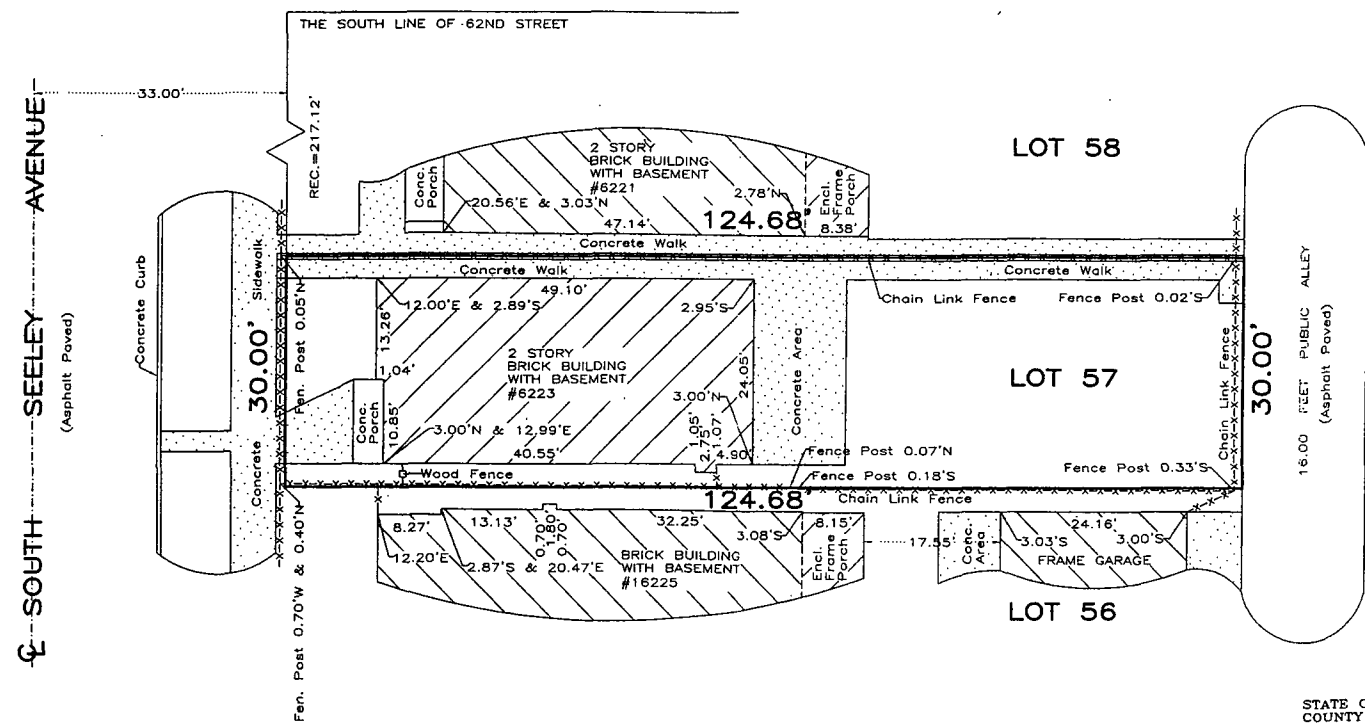 THE SOUTH LINE OF 62ND STREET
33.00'
REC.=217.12'
℄ SOUTH SEELEY AVENUE
(Asphalt Paved)
Concrete Curb
Concrete Sidewalk
30.00'
Fen. Post 0.05'N
Fen. Post 0.70'W & 0.40'N
LOT 58
2 STORY
BRICK BUILDING
WITH BASEMENT
#6221
Conc.
Porch
20.56'E & 3.03'N
47.14'
2.78'N
124.68'
Encl.
Frame
Porch
8.38'
Concrete Walk
Concrete Walk
Concrete Walk
49.10'
12.00'E & 2.89'S
2.95'S
Chain Link Fence
Fence Post 0.02'S
13.26'
1.04'
2 STORY
BRICK BUILDING
WITH BASEMENT
#6223
24.05'
Concrete Area
LOT 57
Chain Link Fence
30.00'
16.00 FEET PUBLIC ALLEY
(Asphalt Paved)
Conc.
Porch
10.85'
3.00'N & 12.99'E
3.00'N
1.05'
2.75'
1.07'
40.55'
4.90'
Fence Post 0.07'N
Wood Fence
Fence Post 0.18'S
Fence Post 0.33'S
124.68'
Chain Link Fence
8.27'
13.13'
0.70'
1.80'
0.70'
32.25'
3.08'S
8.15'
17.55'
24.16'
12.20'E
2.87'S & 20.47'E
BRICK BUILDING
WITH BASEMENT
#16225
Encl.
Frame
Porch
Conc.
Area
3.03'S
3.00'S
FRAME GARAGE
LOT 56
STATE O
COUNTY